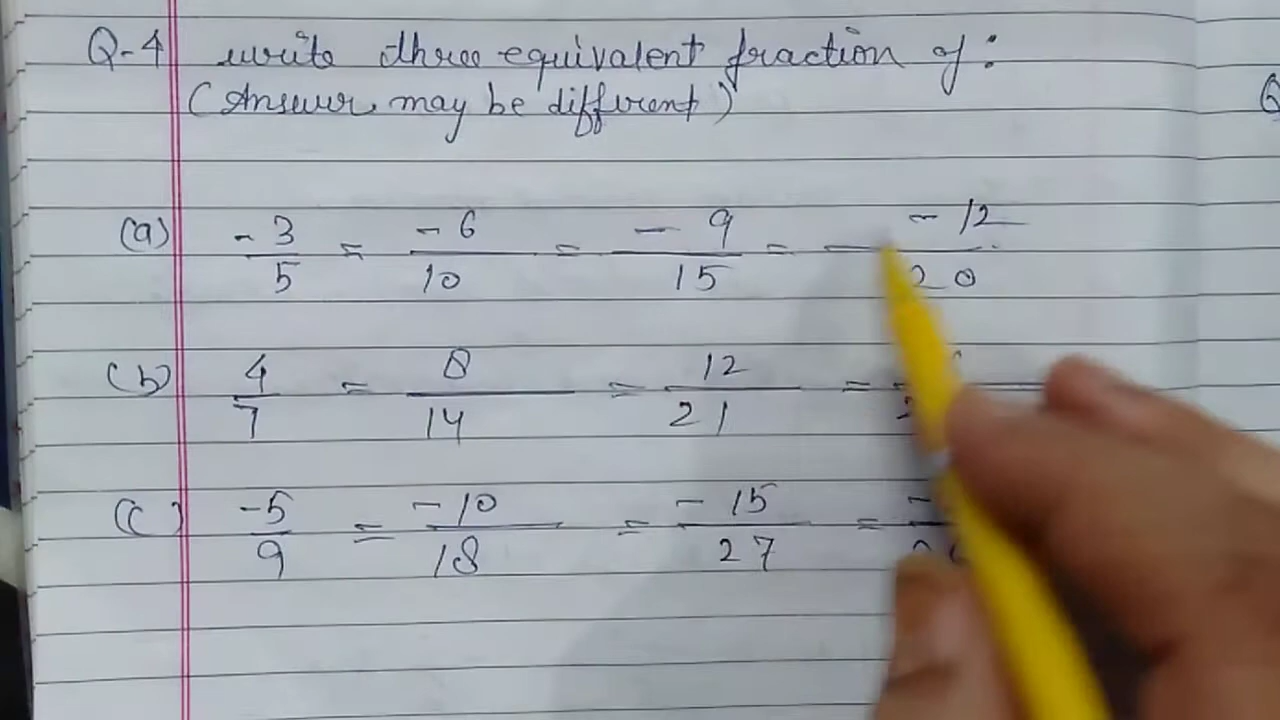 Q-4 write three equivalent fraction of :
(Answer may be different)
Q
(a) -3/5 = -6/10 = -9/15 = -12/20
(b) 4/7 = 8/14 = 12/21 =
(c) -5/9 = -10/18 = -15/27 = -